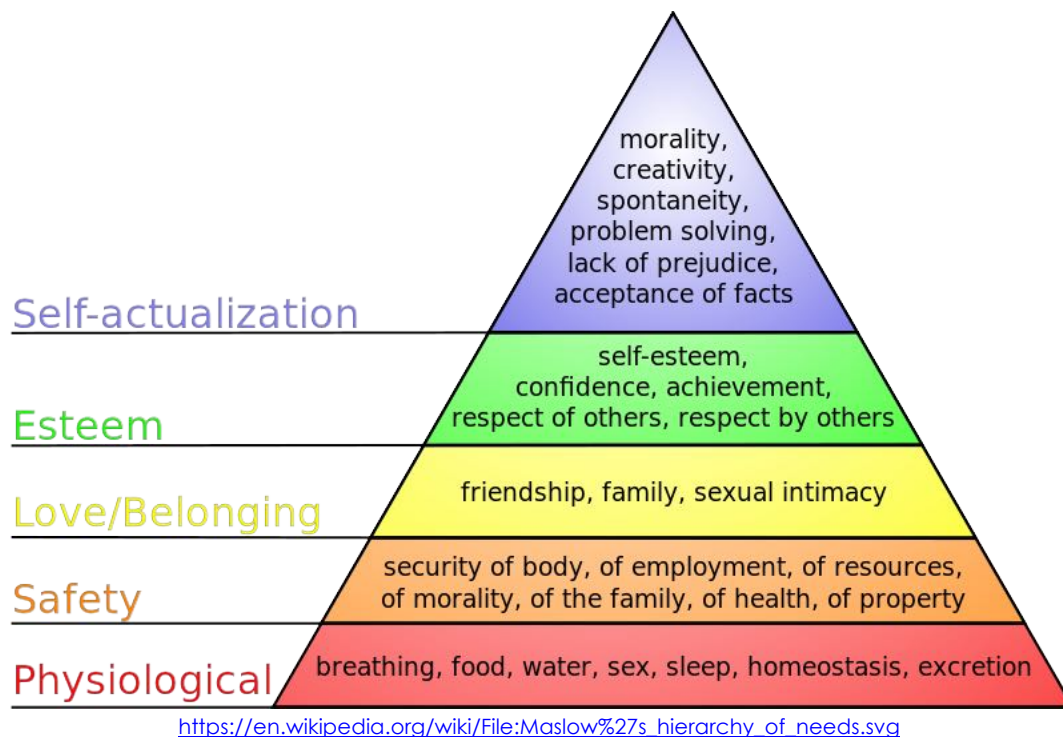 morality,
creativity,
spontaneity,
problem solving,
lack of prejudice,
acceptance of facts
Self-actualization
self-esteem,
confidence, achievement,
respect of others, respect by others
Esteem
friendship, family, sexual intimacy
Love/Belonging
security of body, of employment, of resources,
of morality, of the family, of health, of property
Safety
breathing, food, water, sex, sleep, homeostasis, excretion
Physiological
https://en.wikipedia.org/wiki/File:Maslow%27s_hierarchy_of_needs.svg